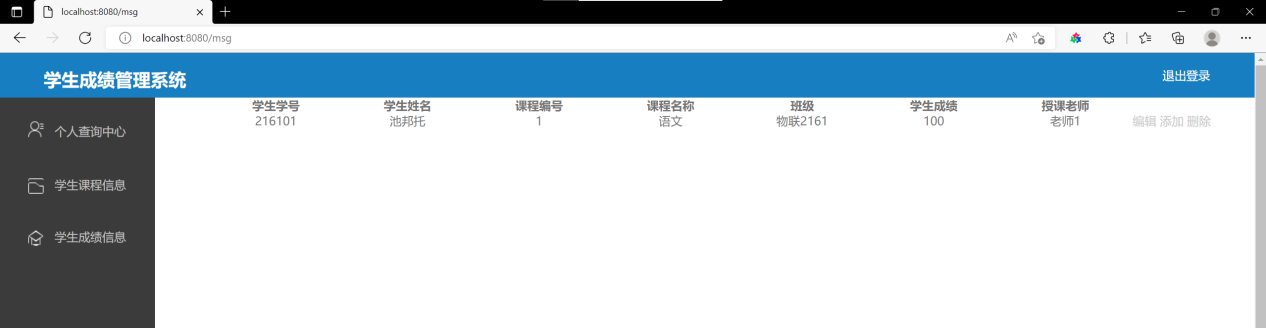 localhost:8080/msg
localhost:8080/msg
学生成绩管理系统
退出登录
个人查询中心
学生课程信息
学生成绩信息
学生学号 学生姓名 课程编号 课程名称 班级 学生成绩 授课老师
216101 池邦托 1 语文 物联2161 100 老师1 编辑 添加 删除